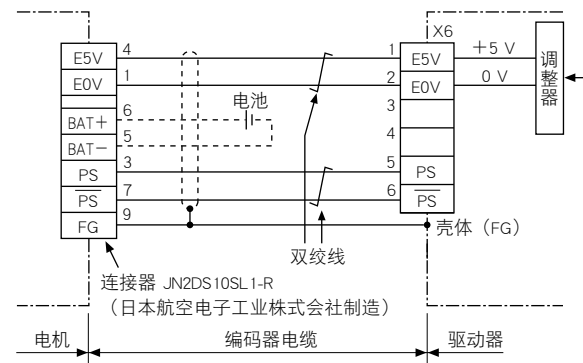 X6
E5V 4 1 E5V +5 V
E0V 1 2 E0V 0 V
调整器
电池
3
BAT+ 6
4
BAT− 5
PS 3 5 PS
P̅S̅ 7 6 P̅S̅
FG 9
壳体（FG）
双绞线
连接器 JN2DS10SL1-R
（日本航空电子工业株式会社制造）
电机 编码器电缆 驱动器